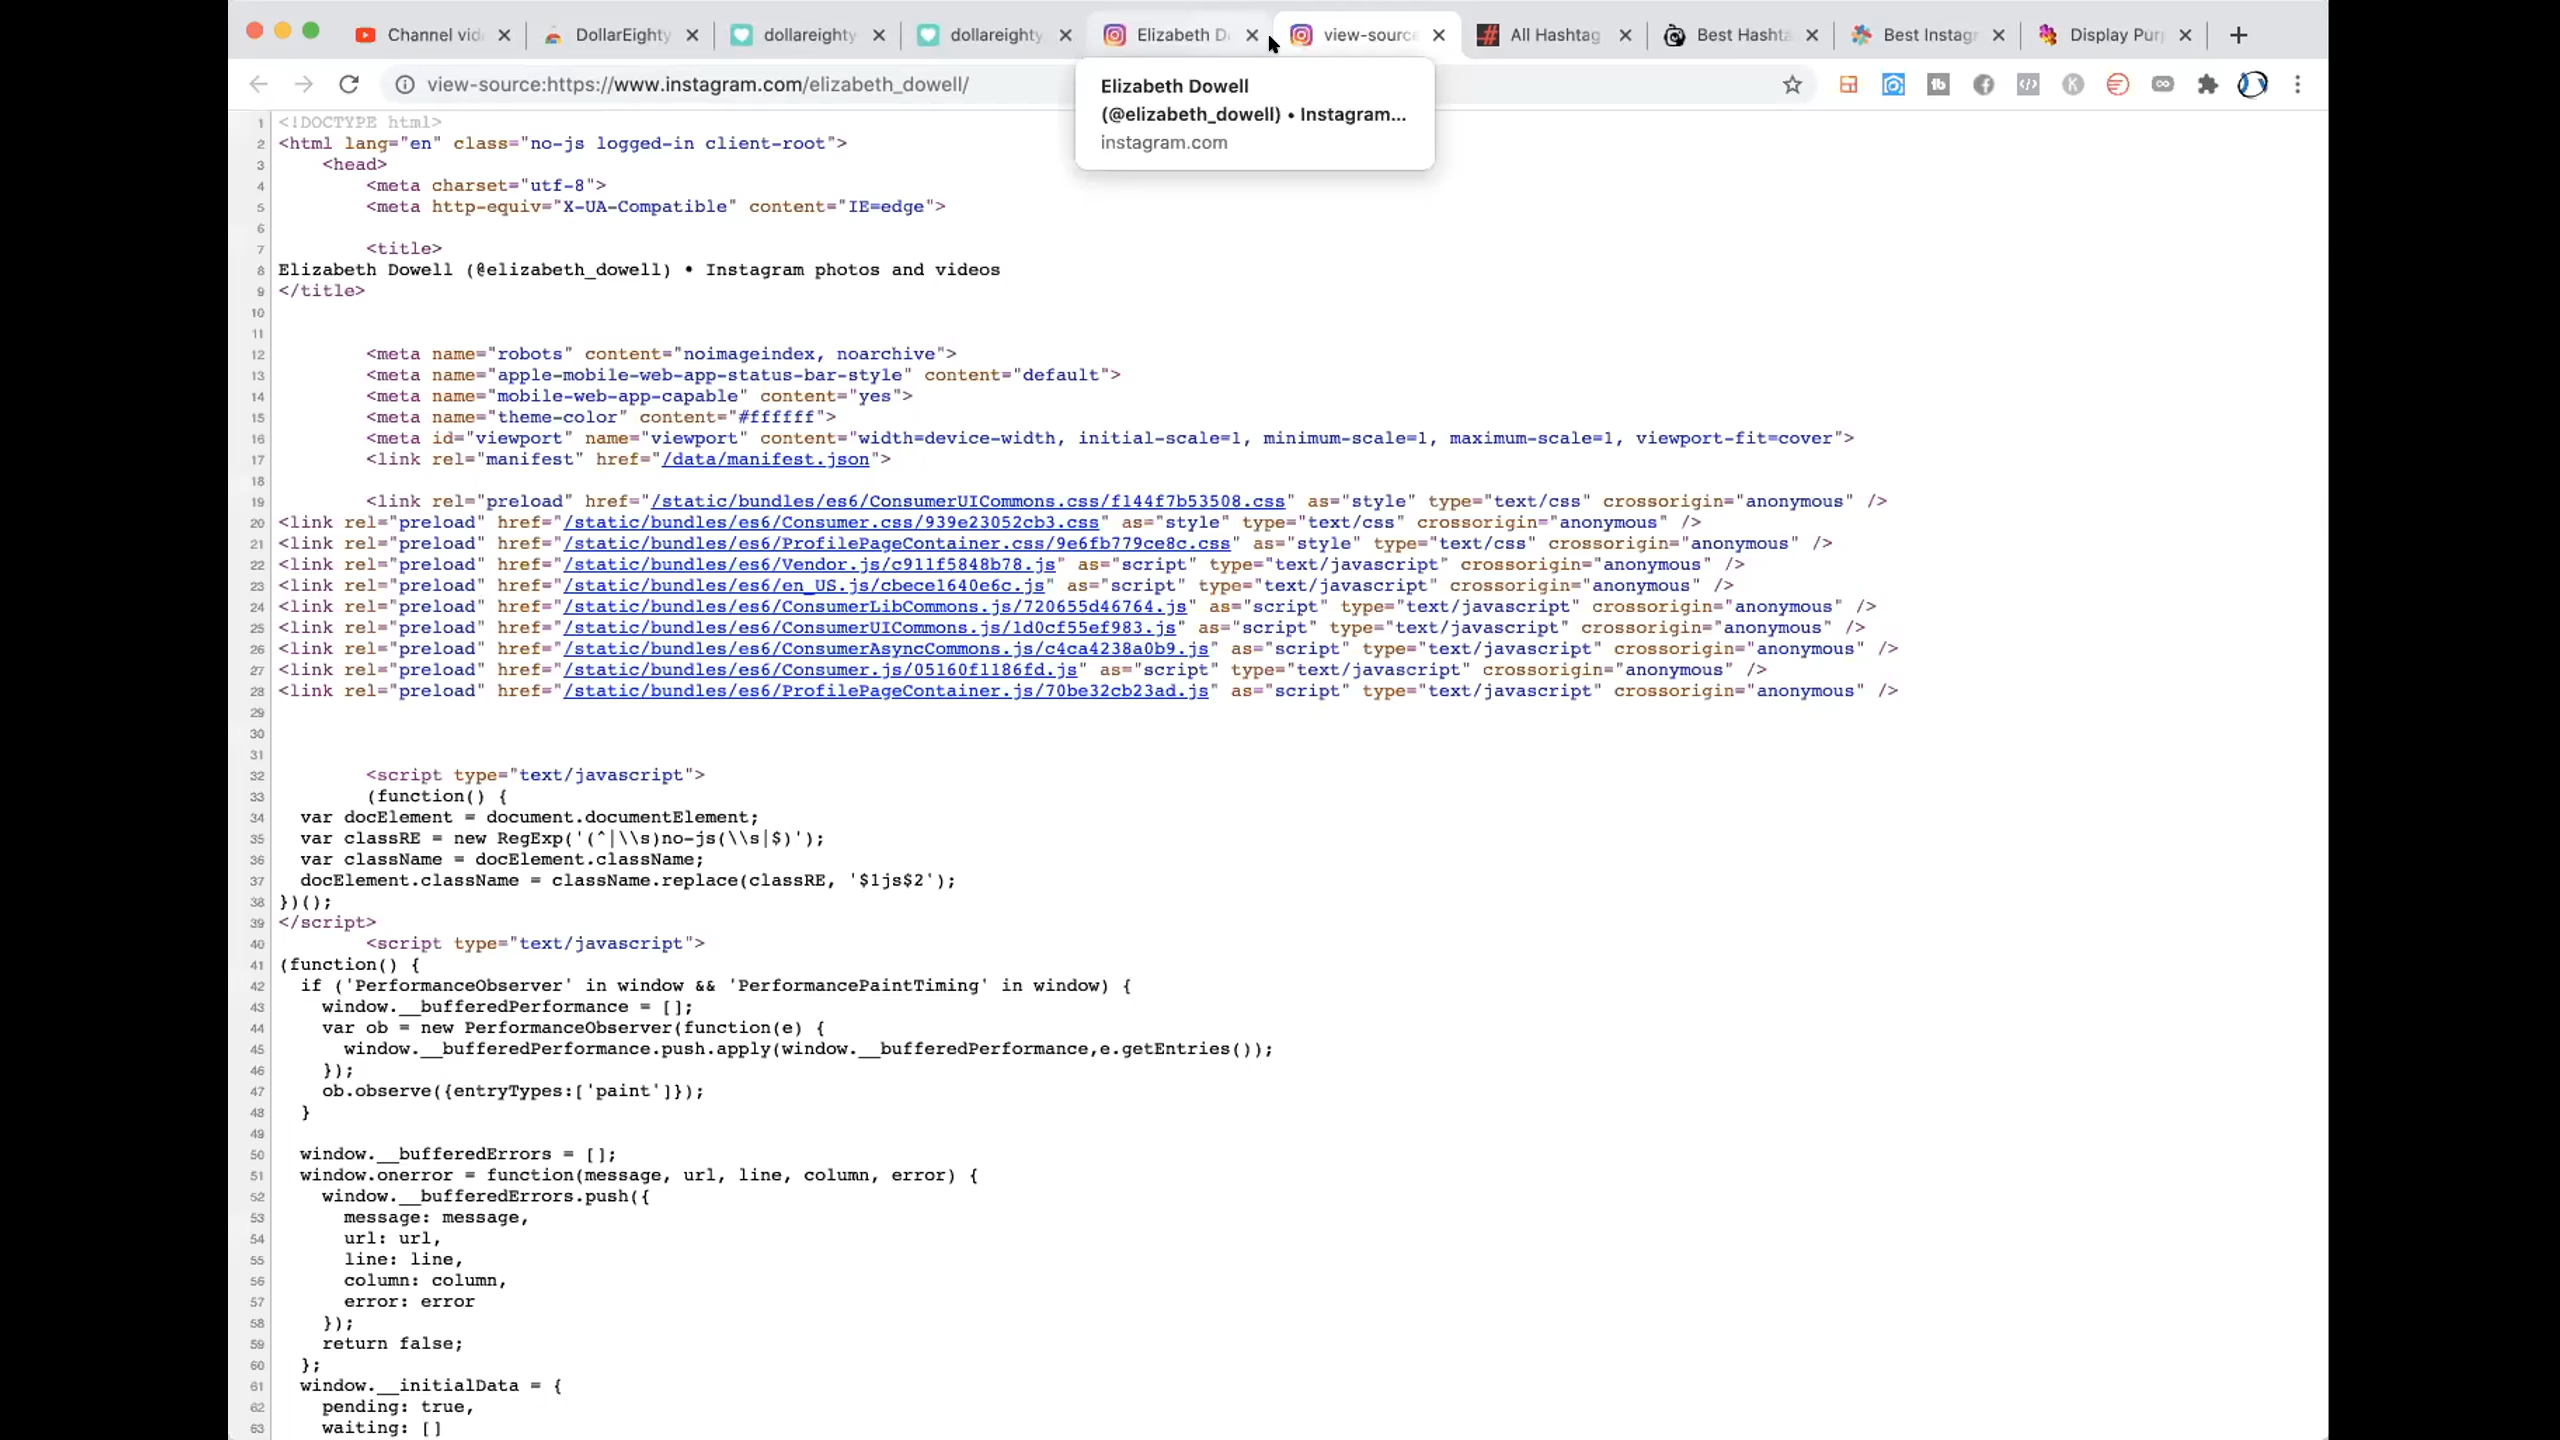 Channel vid
DollarEighty
dollareighty
dollareighty
Elizabeth D
view-source
All Hashtag
Best Hashta
Best Instagr
Display Pur
view-source:https://www.instagram.com/elizabeth_dowell/
Elizabeth Dowell
(@elizabeth_dowell) • Instagram...
instagram.com
1 <!DOCTYPE html>
2 <html lang="en" class="no-js logged-in client-root">
3 <head>
4 <meta charset="utf-8">
5 <meta http-equiv="X-UA-Compatible" content="IE=edge">
6
7 <title>
8 Elizabeth Dowell (@elizabeth_dowell) • Instagram photos and videos
9 </title>
10
11
12 <meta name="robots" content="noimageindex, noarchive">
13 <meta name="apple-mobile-web-app-status-bar-style" content="default">
14 <meta name="mobile-web-app-capable" content="yes">
15 <meta name="theme-color" content="#ffffff">
16 <meta id="viewport" name="viewport" content="width=device-width, initial-scale=1, minimum-scale=1, maximum-scale=1, viewport-fit=cover">
17 <link rel="manifest" href="/data/manifest.json">
18
19 <link rel="preload" href="/static/bundles/es6/ConsumerUICommons.css/f144f7b53508.css" as="style" type="text/css" crossorigin="anonymous" />
20 <link rel="preload" href="/static/bundles/es6/Consumer.css/939e23052cb3.css" as="style" type="text/css" crossorigin="anonymous" />
21 <link rel="preload" href="/static/bundles/es6/ProfilePageContainer.css/9e6fb779ce8c.css" as="style" type="text/css" crossorigin="anonymous" />
22 <link rel="preload" href="/static/bundles/es6/Vendor.js/c911f5848b78.js" as="script" type="text/javascript" crossorigin="anonymous" />
23 <link rel="preload" href="/static/bundles/es6/en_US.js/cbece1640e6c.js" as="script" type="text/javascript" crossorigin="anonymous" />
24 <link rel="preload" href="/static/bundles/es6/ConsumerLibCommons.js/720655d46764.js" as="script" type="text/javascript" crossorigin="anonymous" />
25 <link rel="preload" href="/static/bundles/es6/ConsumerUICommons.js/1d0cf55ef983.js" as="script" type="text/javascript" crossorigin="anonymous" />
26 <link rel="preload" href="/static/bundles/es6/ConsumerAsyncCommons.js/c4ca4238a0b9.js" as="script" type="text/javascript" crossorigin="anonymous" />
27 <link rel="preload" href="/static/bundles/es6/Consumer.js/05160f1186fd.js" as="script" type="text/javascript" crossorigin="anonymous" />
28 <link rel="preload" href="/static/bundles/es6/ProfilePageContainer.js/70be32cb23ad.js" as="script" type="text/javascript" crossorigin="anonymous" />
29
30
31
32 <script type="text/javascript">
33 (function() {
34 var docElement = document.documentElement;
35 var classRE = new RegExp('(^|\\s)no-js(\\s|$)');
36 var className = docElement.className;
37 docElement.className = className.replace(classRE, '$1js$2');
38 })();
39 </script>
40 <script type="text/javascript">
41 (function() {
42 if ('PerformanceObserver' in window && 'PerformancePaintTiming' in window) {
43 window.__bufferedPerformance = [];
44 var ob = new PerformanceObserver(function(e) {
45 window.__bufferedPerformance.push.apply(window.__bufferedPerformance,e.getEntries());
46 });
47 ob.observe({entryTypes:['paint']});
48 }
49
50 window.__bufferedErrors = [];
51 window.onerror = function(message, url, line, column, error) {
52 window.__bufferedErrors.push({
53 message: message,
54 url: url,
55 line: line,
56 column: column,
57 error: error
58 });
59 return false;
60 };
61 window.__initialData = {
62 pending: true,
63 waiting: []